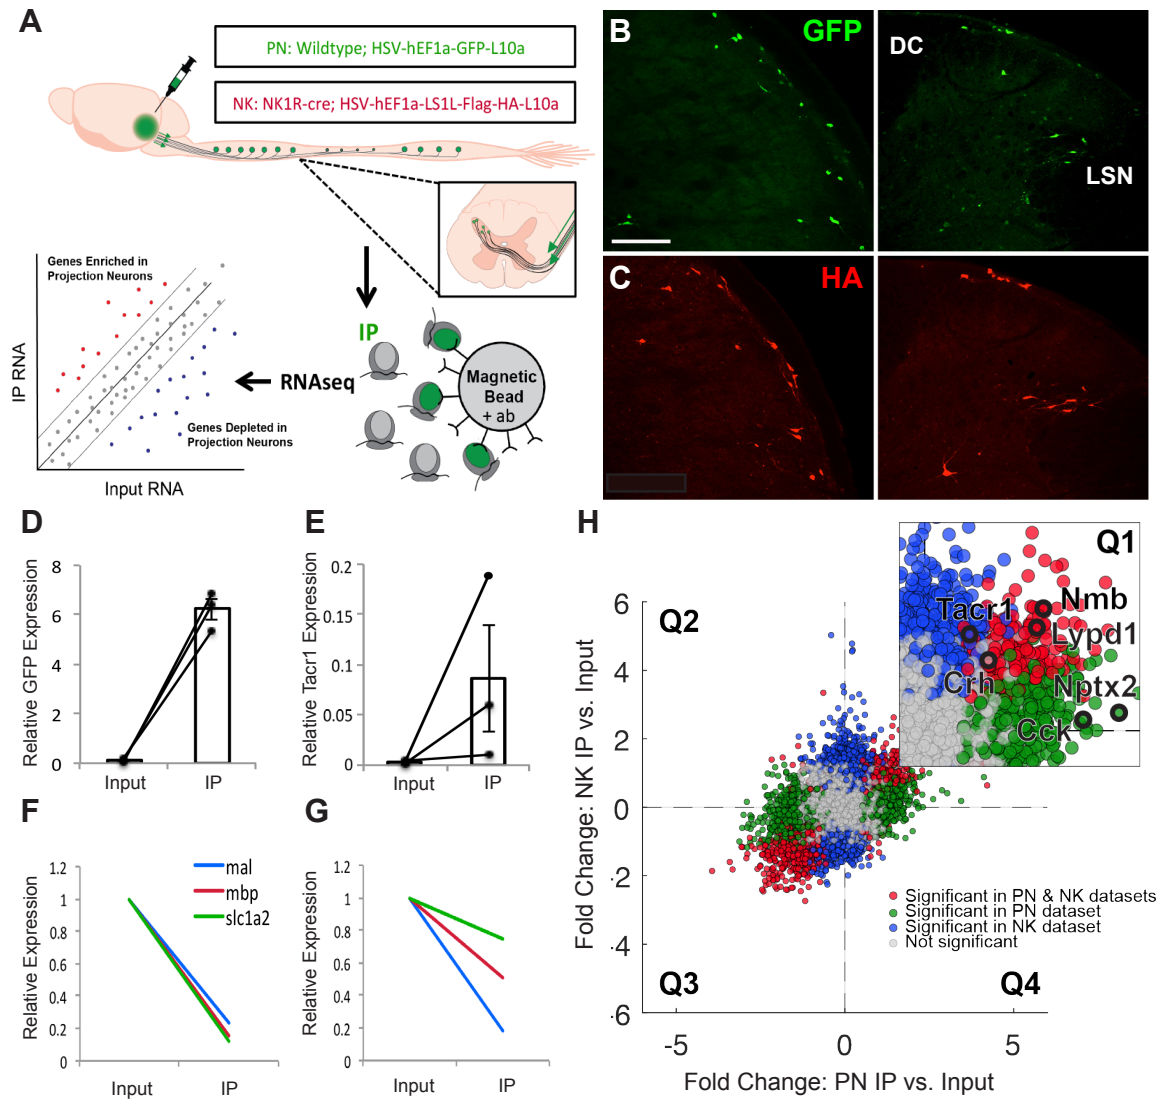 A
PN: Wildtype; HSV-hEF1a-GFP-L10a
NK: NK1R-cre; HSV-hEF1a-LS1L-Flag-HA-L10a
Genes Enriched in
Projection Neurons
IP RNA
Genes Depleted in
Projection Neurons
Input RNA
RNAseq
IP
Magnetic
Bead
+ ab
B
GFP
DC
LSN
C
HA
D
Relative GFP Expression
8
6
4
2
0
Input
IP
E
Relative Tacr1 Expression
0.2
0.15
0.1
0.05
0
Input
IP
F
Relative Expression
1.2
1
0.8
0.6
0.4
0.2
0
mal
mbp
slc1a2
Input
IP
G
Relative Expression
1.2
1
0.8
0.6
0.4
0.2
0
Input
IP
H
Fold Change: NK IP vs. Input
6
4
2
0
-2
-4
-6
Q2
Q1
Tacr1
Nmb
Lypd1
Crh
Nptx2
Cck
Significant in PN & NK datasets
Significant in PN dataset
Significant in NK dataset
Not significant
Q3
Q4
-5
0
5
Fold Change: PN IP vs. Input